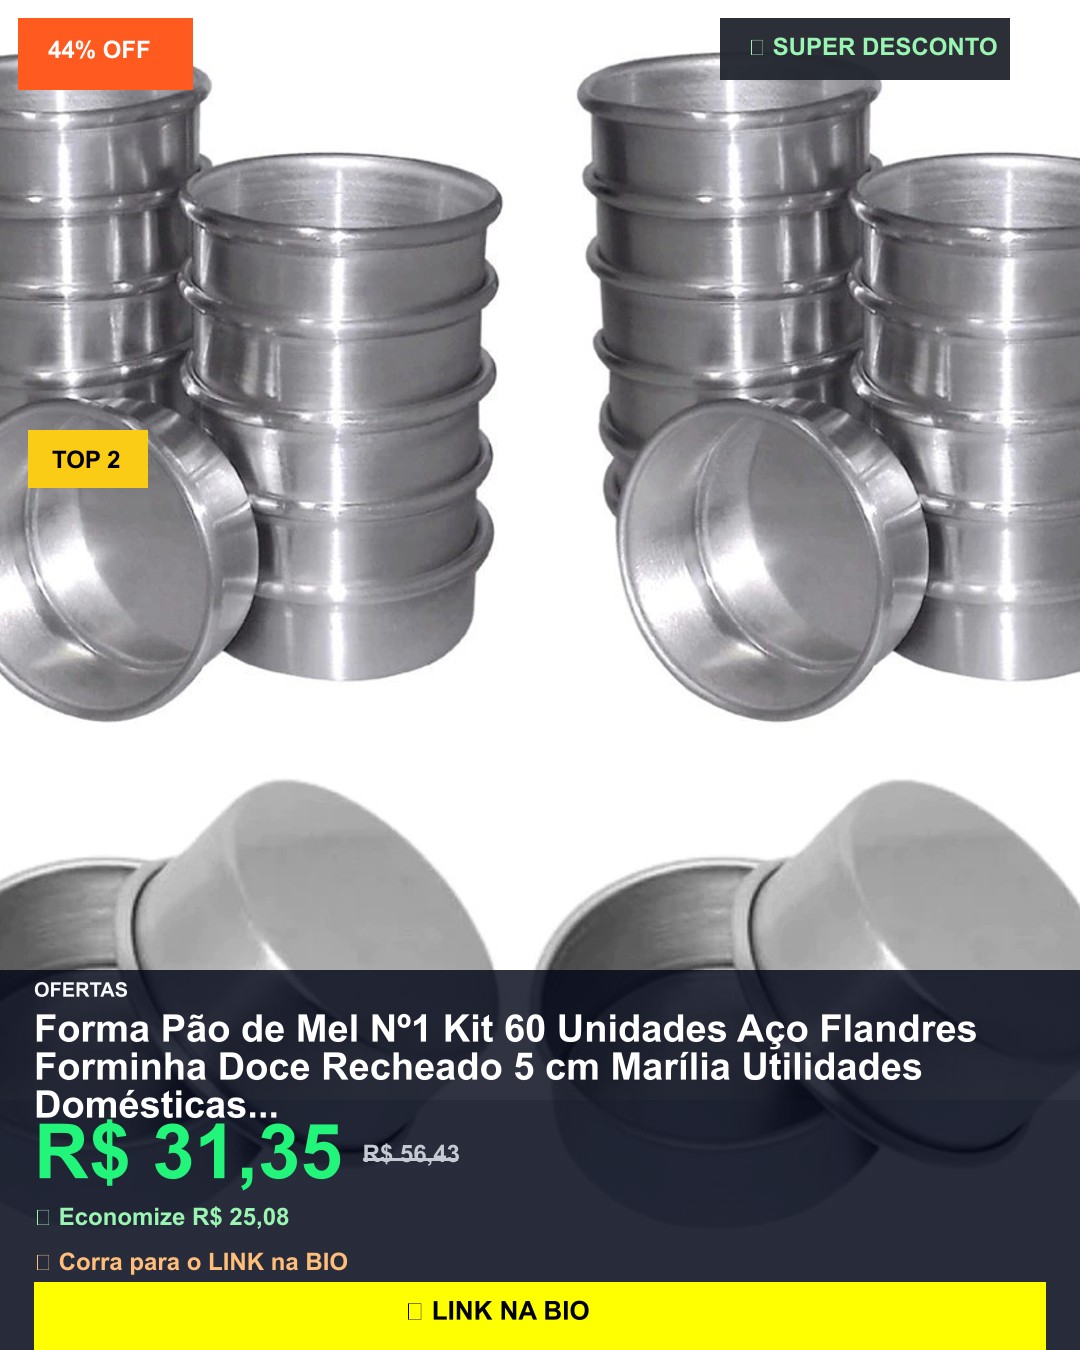 44% OFF
SUPER DESCONTO
TOP 2
OFERTAS
Forma Pão de Mel Nº1 Kit 60 Unidades Aço Flandres
Forminha Doce Recheado 5 cm Marília Utilidades
Domésticas...
R$ 31,35 R$ 56,43
Economize R$ 25,08
Corra para o LINK na BIO
LINK NA BIO